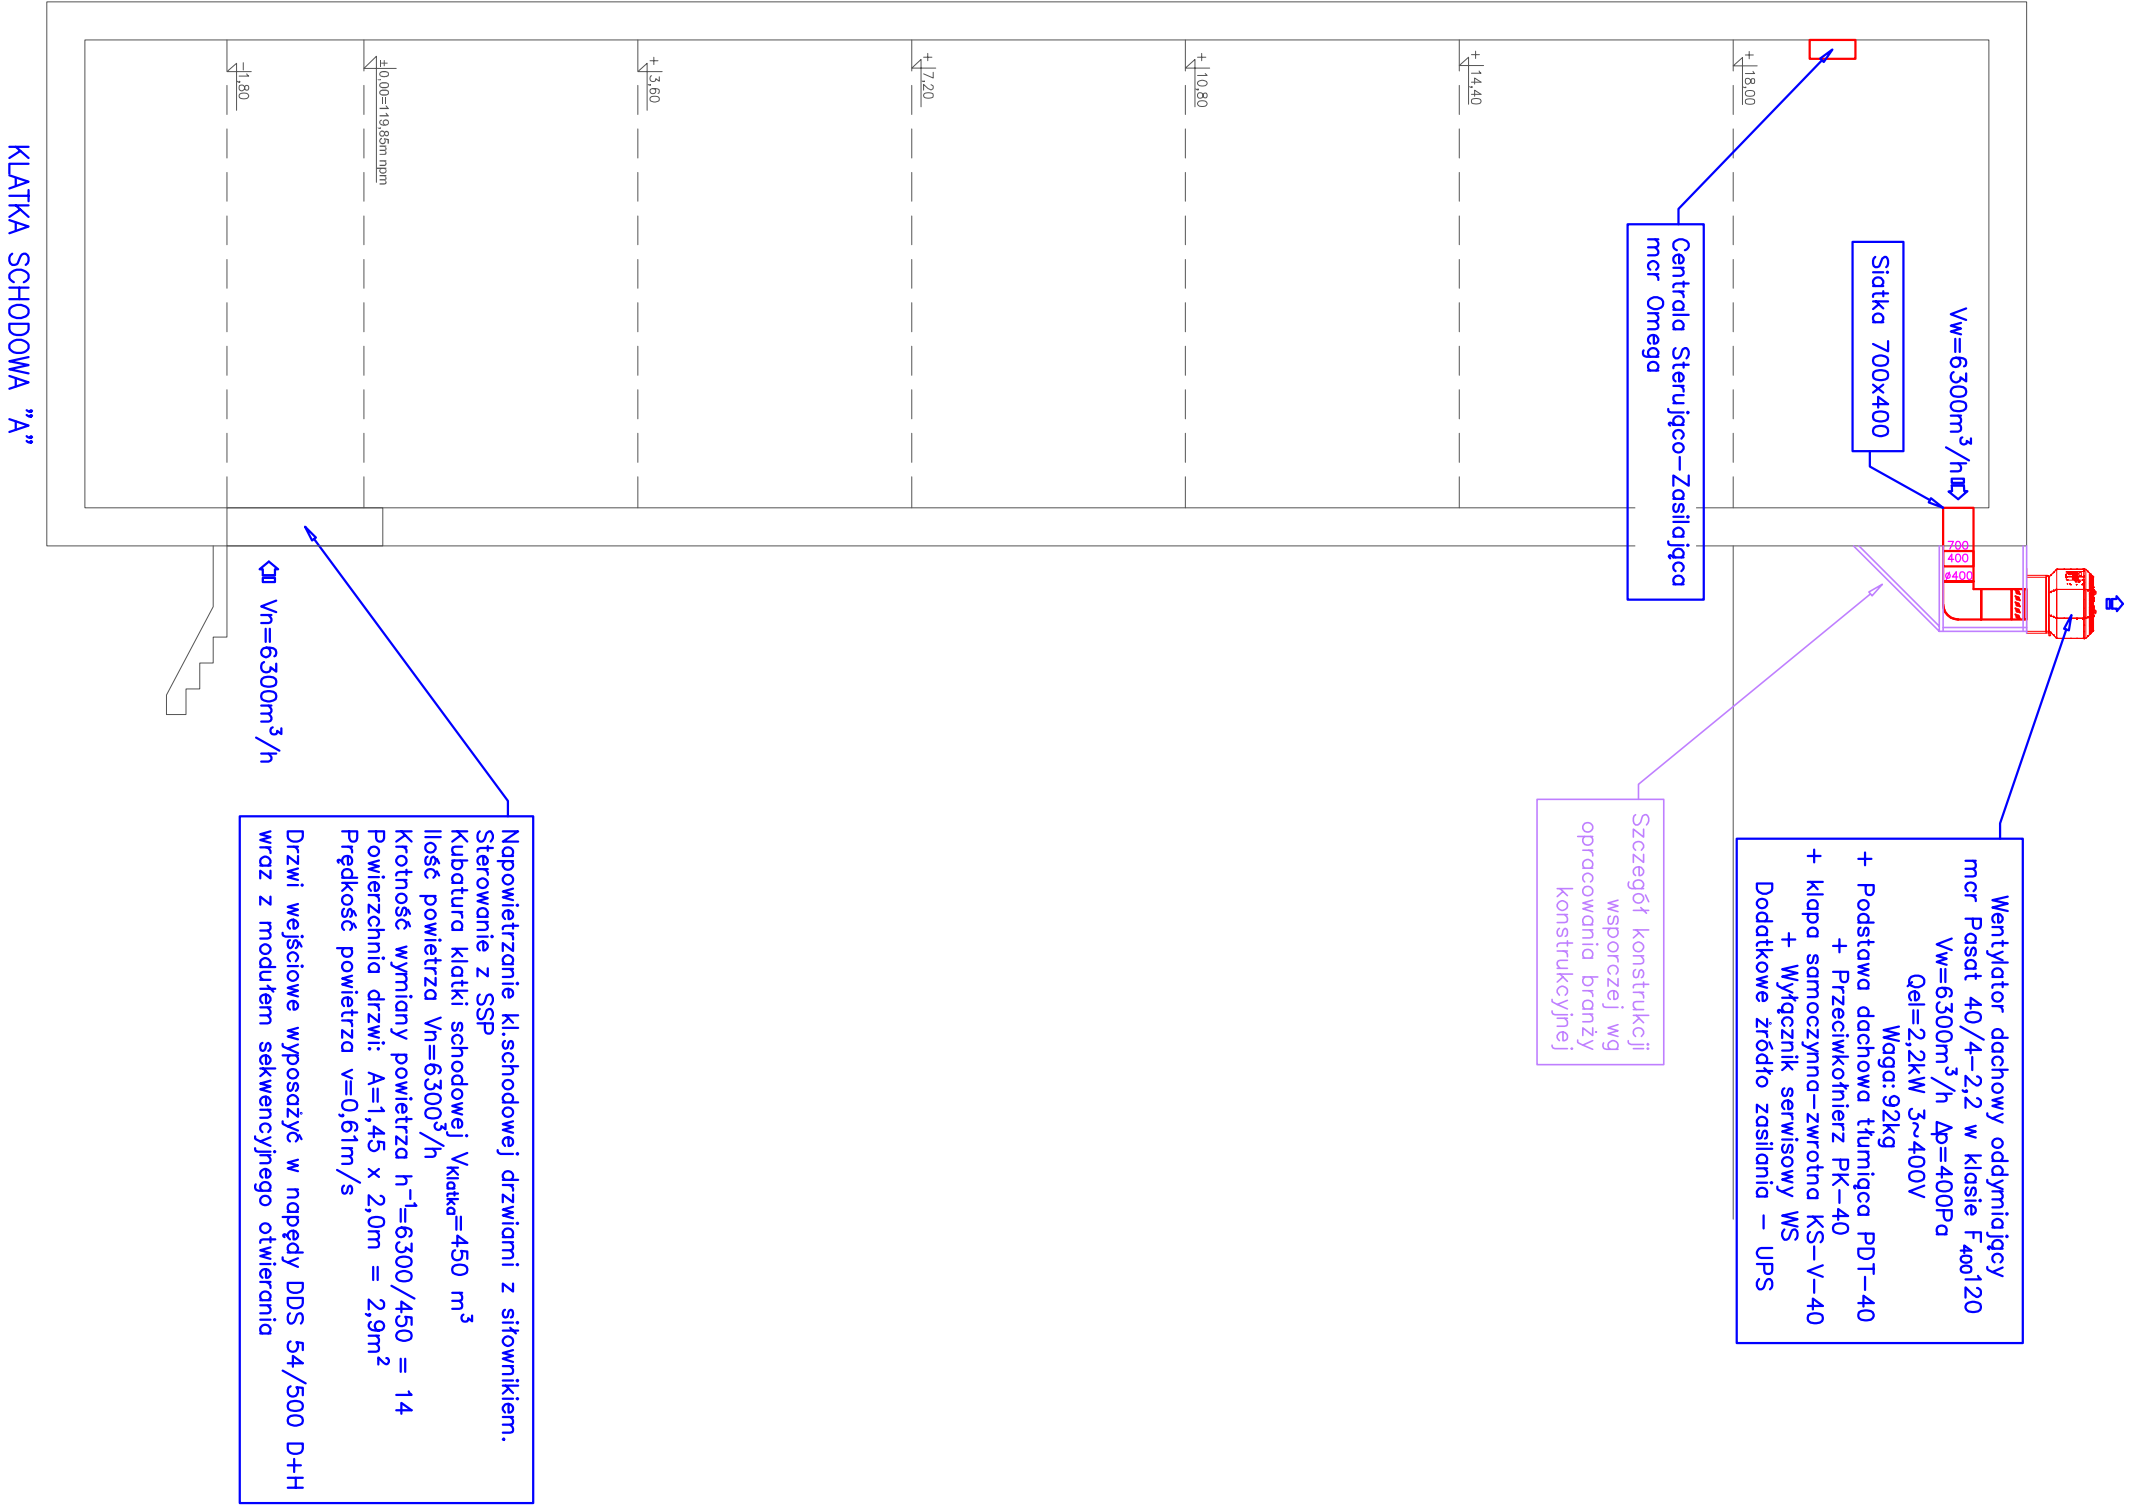 Wentylator dachowy oddymiający
mcr Pasat 40/4-2,2 w klasie F₄₀₀120
Vw=6300m³/h Δp=400Pa
Qel=2,2kW 3~400V
Waga:92kg
+ Podstawa dachowa tłumiąca PDT-40
+ Przeciwkołnierz PK-40
+ klapa samoczynna-zwrotna KS-V-40
+ Wyłącznik serwisowy WS
Dodatkowe źródło zasilania - UPS
Vw=6300m³/h
700
400
ø400
Siatka 700x400
Centrala Sterująco-Zasilająca
mcr Omega
Szczegół konstrukcji
wsporczej wg
opracowania branży
konstrukcyjnej
+ 18,00
+ 14,40
+ 10,80
+ 7,20
+ 3,60
±0,00=119,85m npm
-1,80
Napowietrzanie kl.schodowej drzwiami z siłownikiem.
Sterowanie z SSP
Kubatura klatki schodowej Vklatka=450 m³
Ilość powietrza Vn=6300³/h
Krotność wymiany powietrza h⁻¹=6300/450 = 14
Powierzchnia drzwi: A=1,45 x 2,0m = 2,9m²
Prędkość powietrza v=0,61m/s
Drzwi wejściowe wyposażyć w napędy DDS 54/500 D+H
wraz z modułem sekwencyjnego otwierania
Vn=6300m³/h
KLATKA SCHODOWA "A"